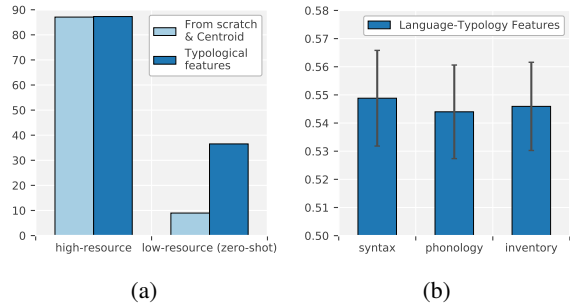 90
80
70
60
50
40
30
20
10
0
From scratch
& Centroid
Typological
features
high-resource low-resource (zero-shot)
(a)
0.58
0.57
0.56
0.55
0.54
0.53
0.52
0.51
0.50
Language-Typology Features
syntax phonology inventory
(b)